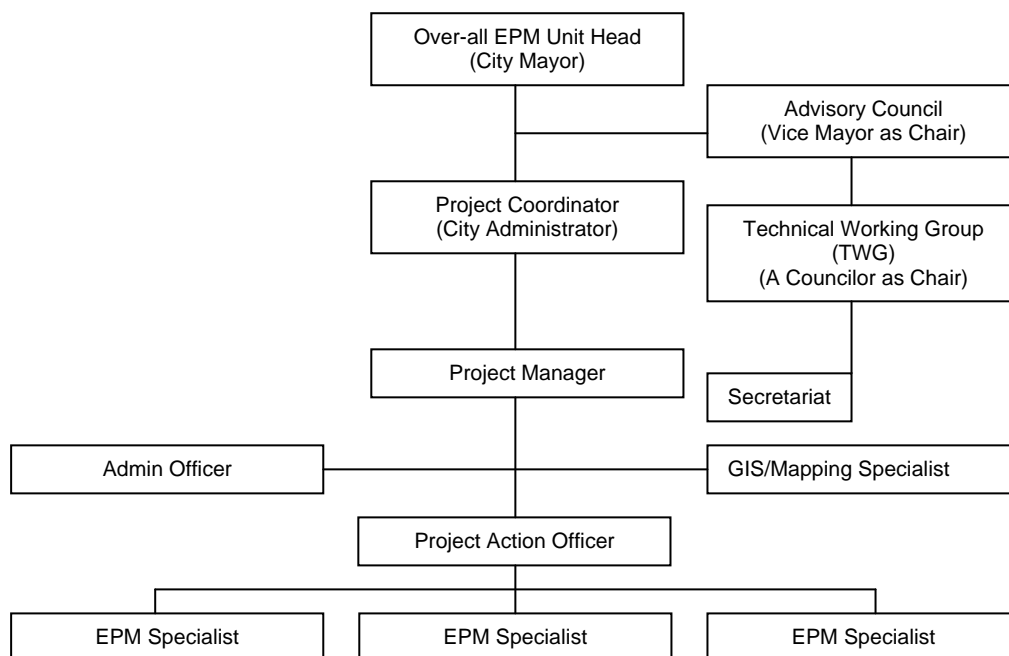 Over-all EPM Unit Head
(City Mayor)
Advisory Council
(Vice Mayor as Chair)
Project Coordinator
(City Administrator)
Technical Working Group
(TWG)
(A Councilor as Chair)
Project Manager
Secretariat
Admin Officer
GIS/Mapping Specialist
Project Action Officer
EPM Specialist
EPM Specialist
EPM Specialist